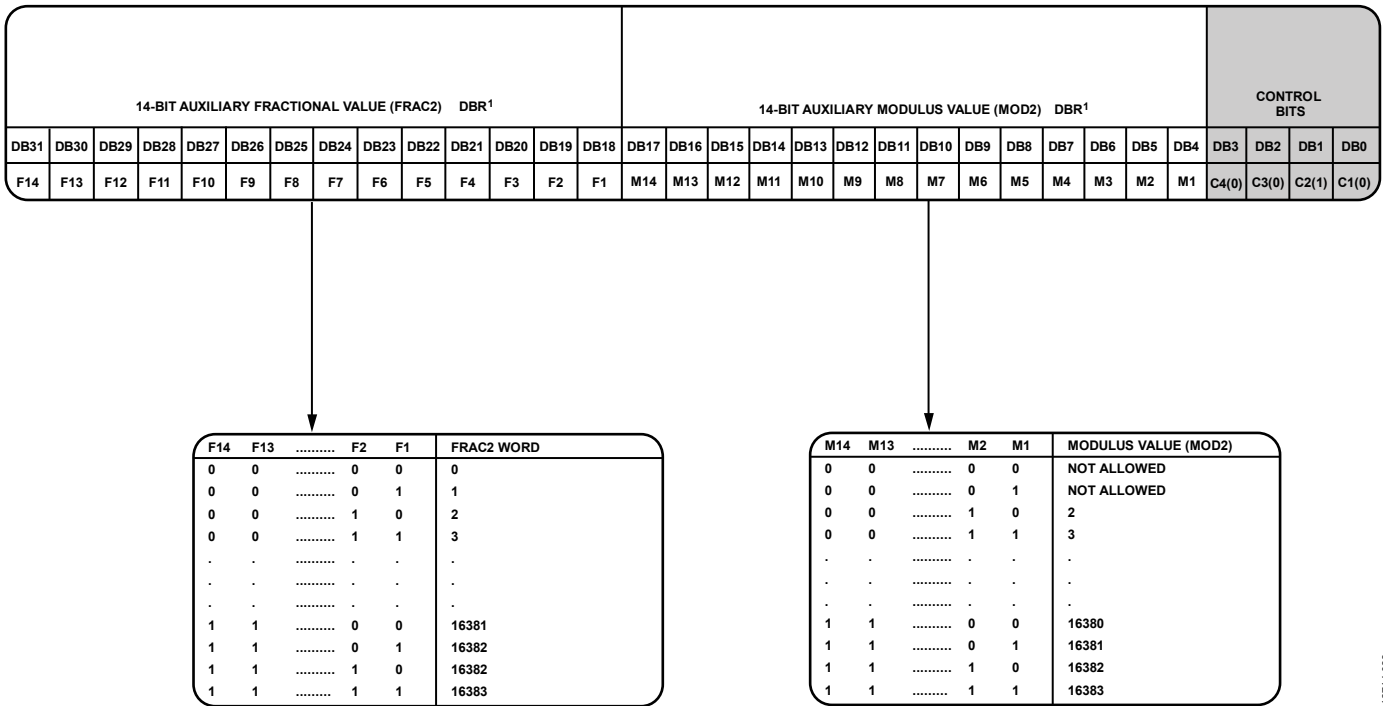 14-BIT AUXILIARY FRACTIONAL VALUE (FRAC2) DBR1
14-BIT AUXILIARY MODULUS VALUE (MOD2) DBR1
CONTROL
BITS
DB31 DB30 DB29 DB28 DB27 DB26 DB25 DB24 DB23 DB22 DB21 DB20 DB19 DB18 DB17 DB16 DB15 DB14 DB13 DB12 DB11 DB10 DB9 DB8 DB7 DB6 DB5 DB4 DB3 DB2 DB1 DB0
F14 F13 F12 F11 F10 F9 F8 F7 F6 F5 F4 F3 F2 F1 M14 M13 M12 M11 M10 M9 M8 M7 M6 M5 M4 M3 M2 M1 C4(0) C3(0) C2(1) C1(0)
F14 F13 .......... F2 F1 FRAC2 WORD
0 0 .......... 0 0 0
0 0 .......... 0 1 1
0 0 .......... 1 0 2
0 0 .......... 1 1 3
. . .......... . . .
. . .......... . . .
. . .......... . . .
1 1 .......... 0 0 16381
1 1 .......... 0 1 16382
1 1 .......... 1 0 16382
1 1 ......... 1 1 16383
M14 M13 .......... M2 M1 MODULUS VALUE (MOD2)
0 0 .......... 0 0 NOT ALLOWED
0 0 .......... 0 1 NOT ALLOWED
0 0 .......... 1 0 2
0 0 .......... 1 1 3
. . .......... . . .
. . .......... . . .
. . .......... . . .
1 1 .......... 0 0 16380
1 1 .......... 0 1 16381
1 1 .......... 1 0 16382
1 1 ......... 1 1 16383